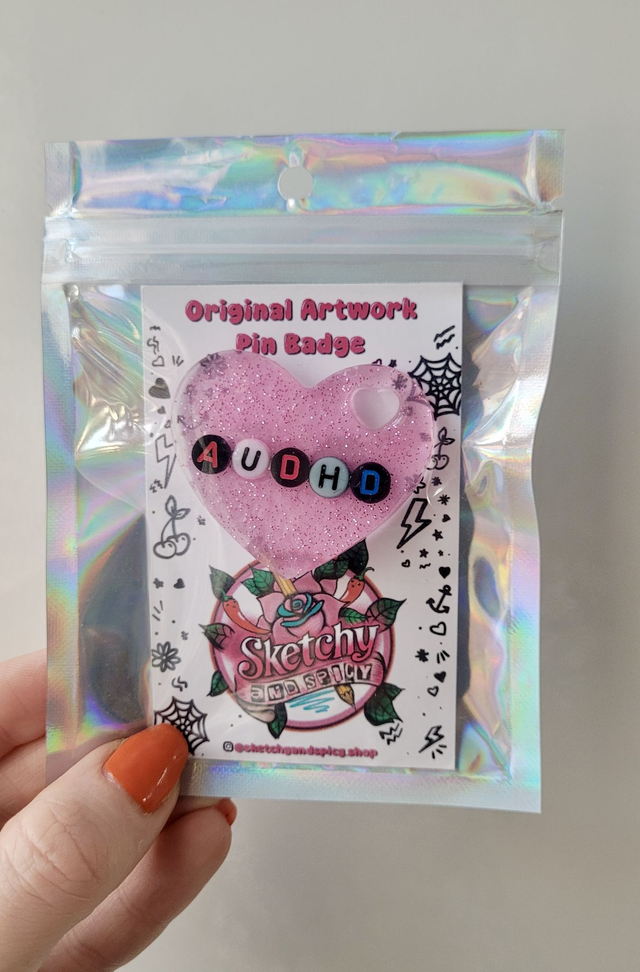 Original Artwork
Pin Badge
AUDHD
Sketchy
AND SPICY
@sketchyandspicy.shop